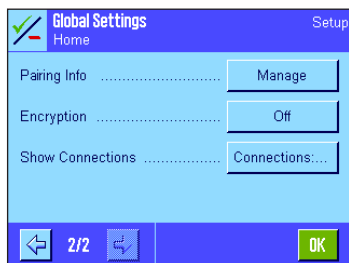 Global Settings Setup
Home
Pairing Info ........................... Manage
Encryption ............................ Off
Show Connections ................. Connections:...
2/2 OK